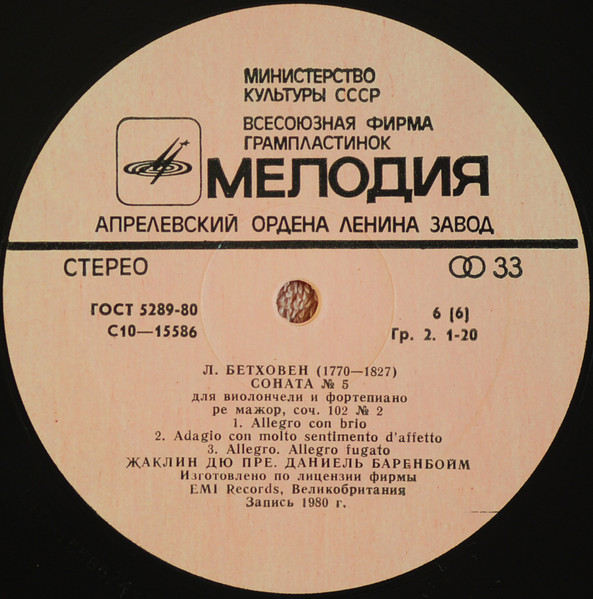 МИНИСТЕРСТВО
КУЛЬТУРЫ СССР
ВСЕСОЮЗНАЯ ФИРМА
ГРАМПЛАСТИНОК
МЕЛОДИЯ
АПРЕЛЕВСКИЙ ОРДЕНА ЛЕНИНА ЗАВОД
СТЕРЕО 33
ГОСТ 5289-80 6 (6)
С10—15586 Гр. 2. 1-20
Л. БЕТХОВЕН (1770—1827)
СОНАТА № 5
для виолончели и фортепиано
ре мажор, соч. 102 № 2
1. Allegro con brio
2. Adagio con molto sentimento d'affetto
3. Allegro. Allegro fugato
ЖАКЛИН ДЮ ПРЕ. ДАНИЕЛЬ БАРЕНБОЙМ
Изготовлено по лицензии фирмы
EMI Records, Великобритания
Запись 1980 г.